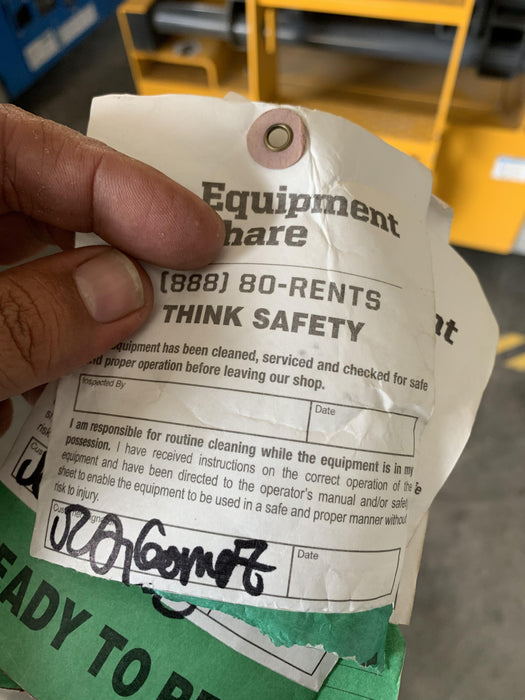 Equipment
hare
(888) 80-RENTS
THINK SAFETY
quipment has been cleaned, serviced and checked for safe
nd proper operation before leaving our shop.
Inspected By
Date
I am responsible for routine cleaning while the equipment is in my
possession. I have received instructions on the correct operation of the
equipment and have been directed to the operator's manual and/or safety
sheet to enable the equipment to be used in a safe and proper manner without
risk to injury.
Date
nt
EADY TO RE